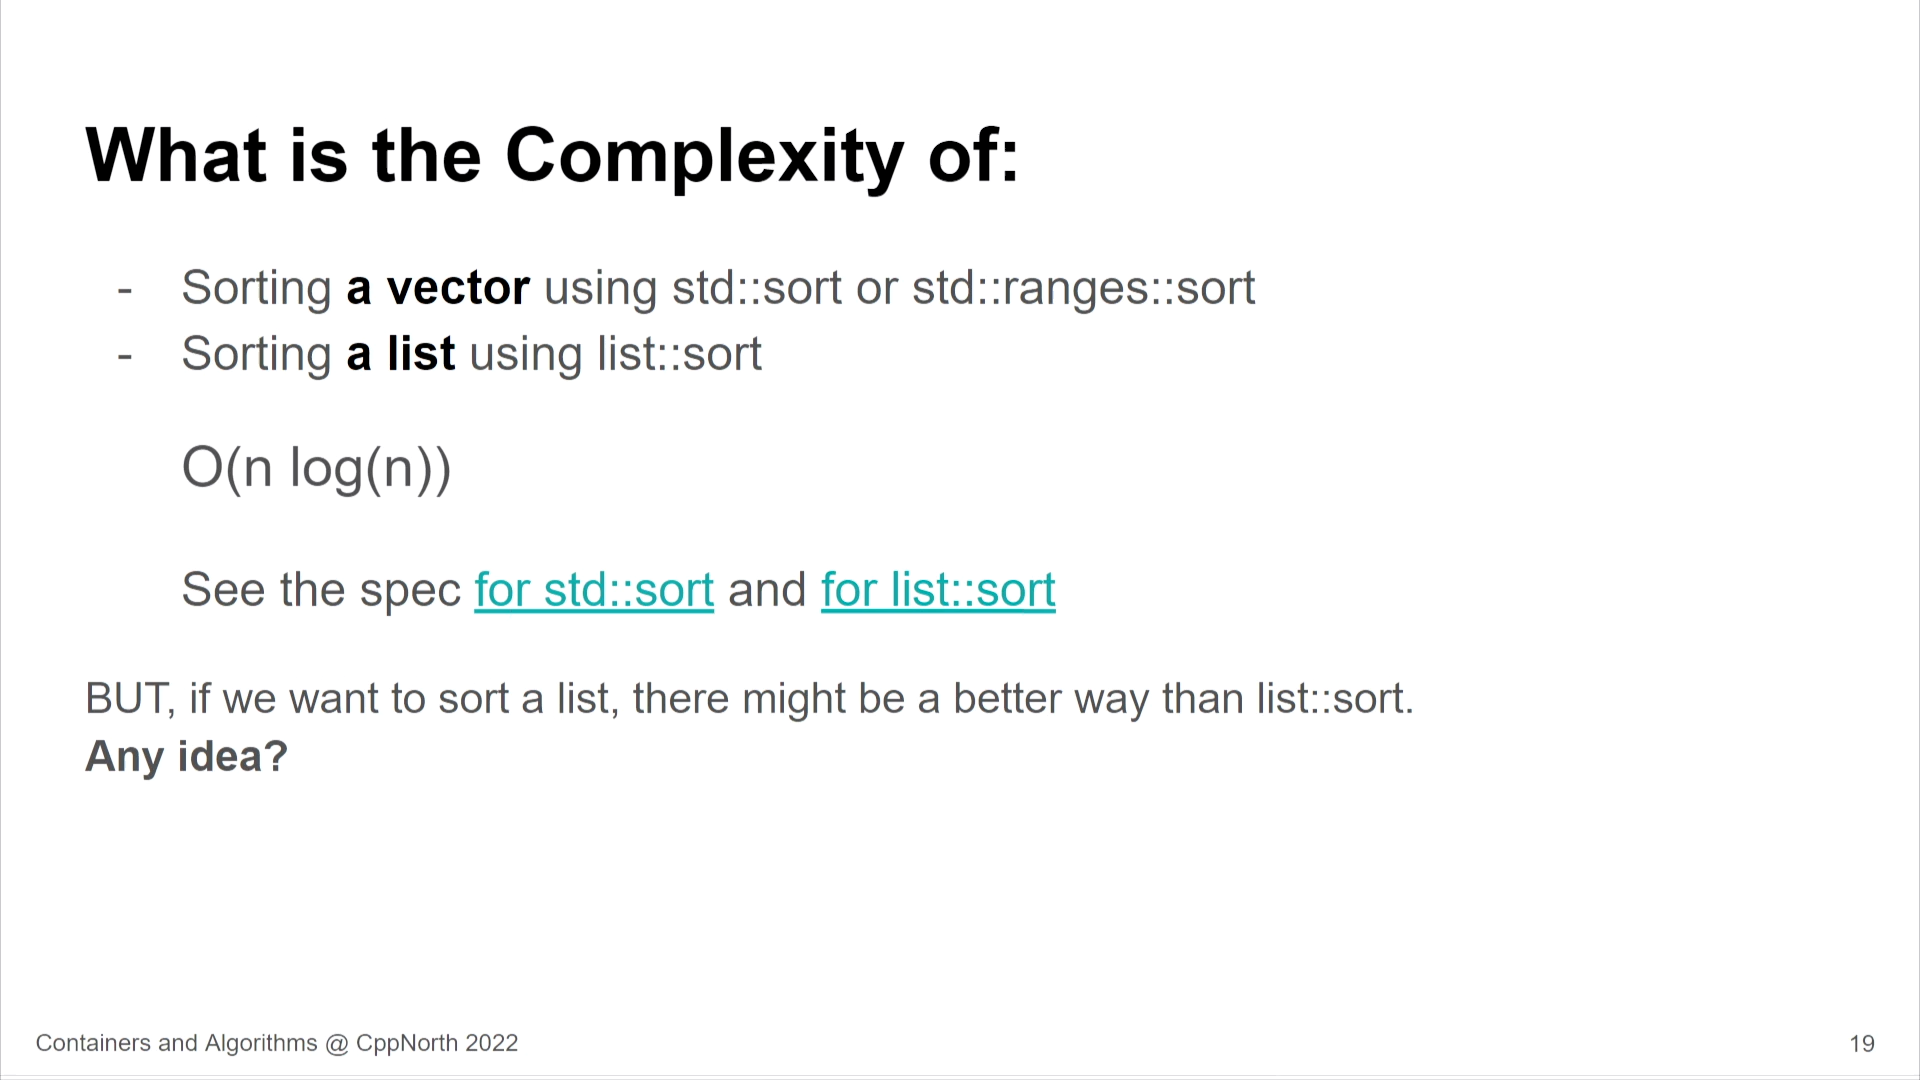 What is the Complexity of:
- Sorting a vector using std::sort or std::ranges::sort
- Sorting a list using list::sort
O(n log(n))
See the spec for std::sort and for list::sort
BUT, if we want to sort a list, there might be a better way than list::sort.
Any idea?
Containers and Algorithms @ CppNorth 2022
19